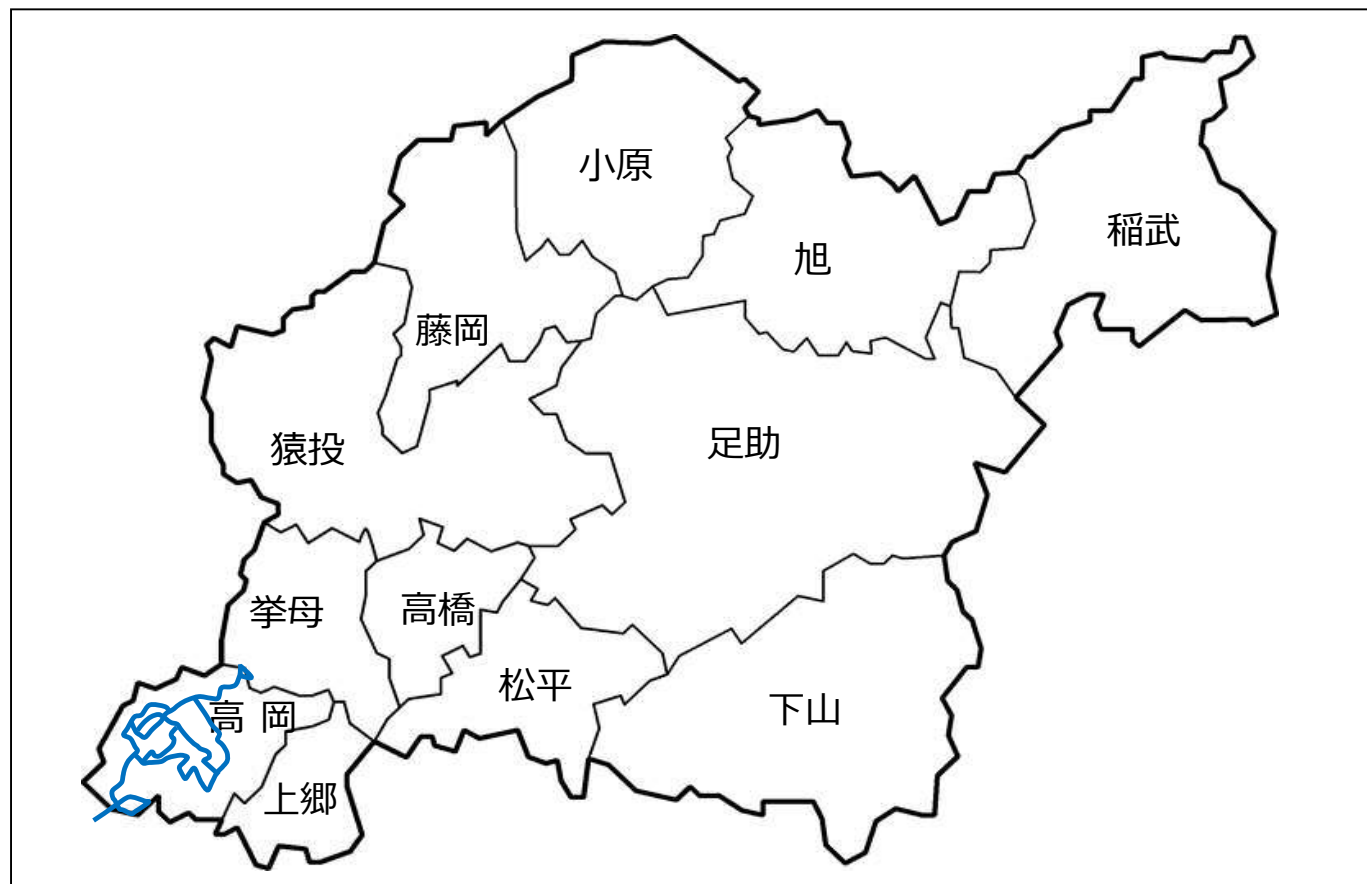 小原
稲武
旭
藤岡
足助
猿投
挙母
高橋
松平
下山
高岡
上郷